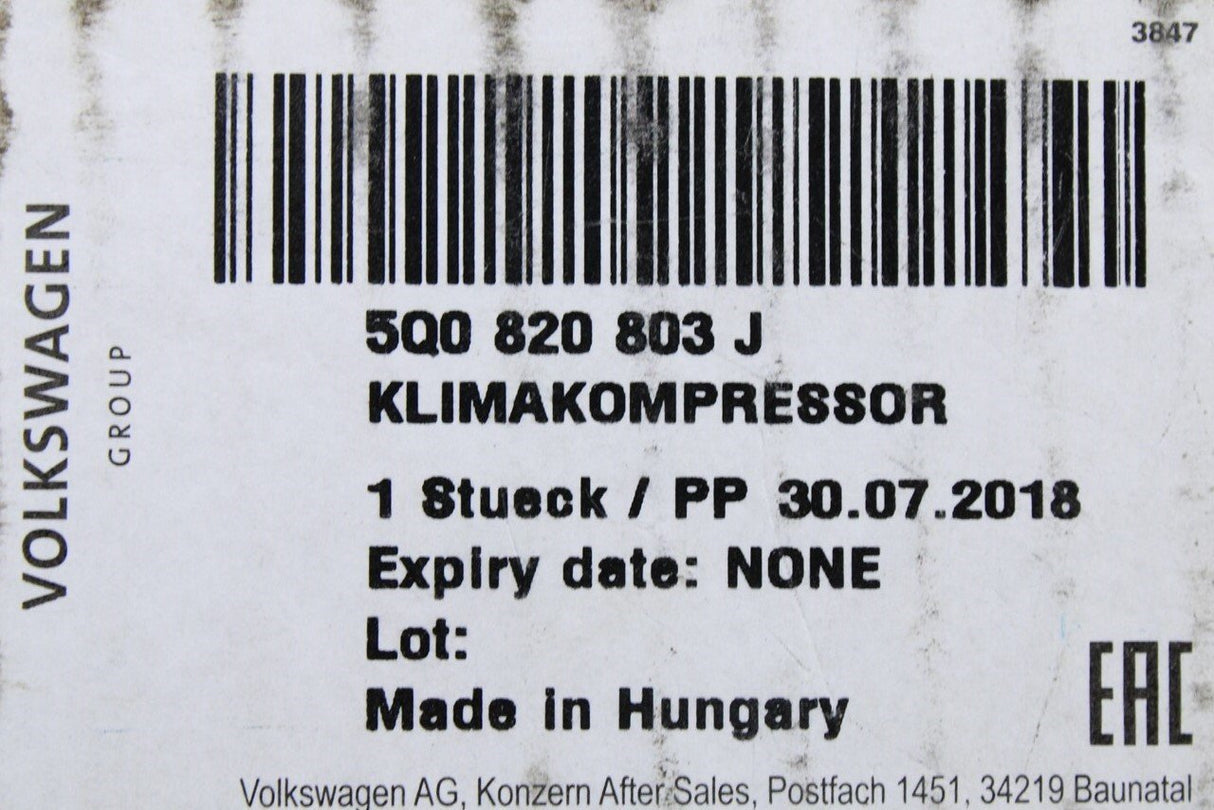 3847
VOLKSWAGEN
GROUP
5Q0 820 803 J
KLIMAKOMPRESSOR
1 Stueck / PP 30.07.2018
Expiry date: NONE
Lot:
Made in Hungary
EAC
Volkswagen AG, Konzern After Sales, Postfach 1451, 34219 Baunatal